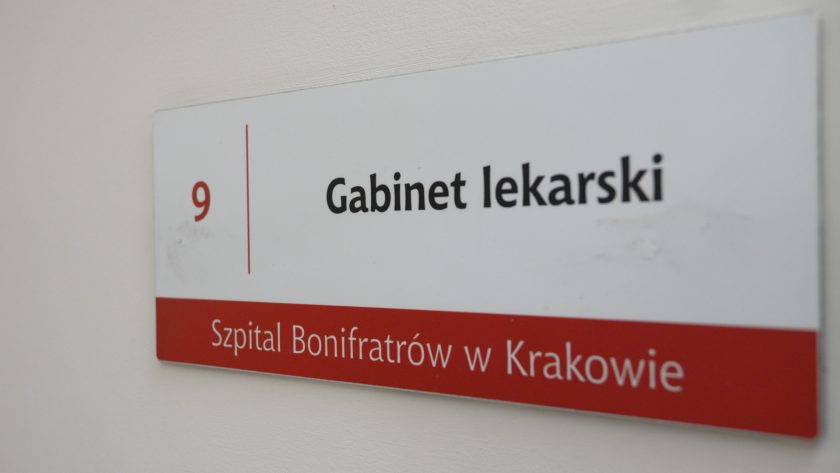 9
Gabinet lekarski
Szpital Bonifratrów w Krakowie